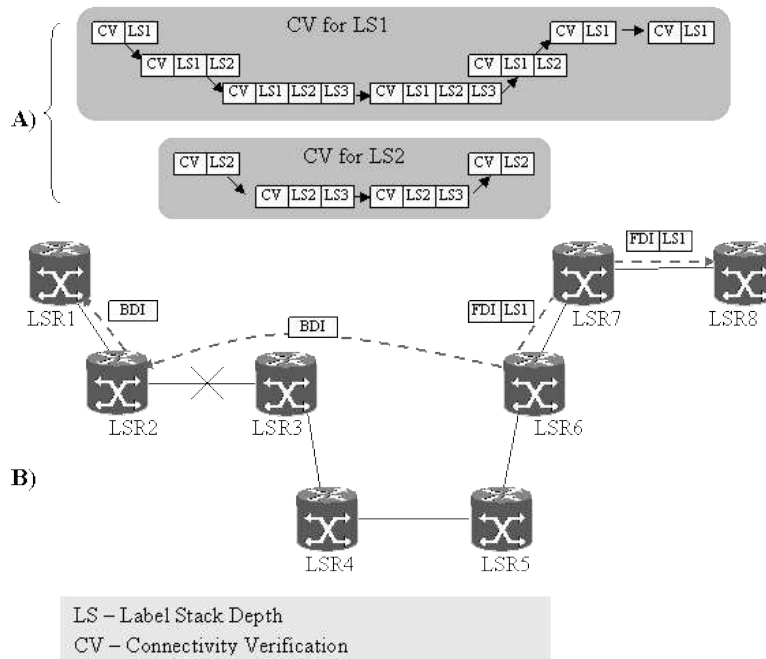 CV for LS1
CV LS1
CV LS1
CV LS1
CV LS1 LS2
CV LS1 LS2
CV LS1 LS2 LS3
CV LS1 LS2 LS3
A)
CV for LS2
CV LS2
CV LS2
CV LS2 LS3
CV LS2 LS3
FDI LS1
LSR1
BDI
BDI
FDI LS1
LSR7
LSR8
LSR2
LSR3
LSR6
B)
LSR4
LSR5
LS – Label Stack Depth
CV – Connectivity Verification